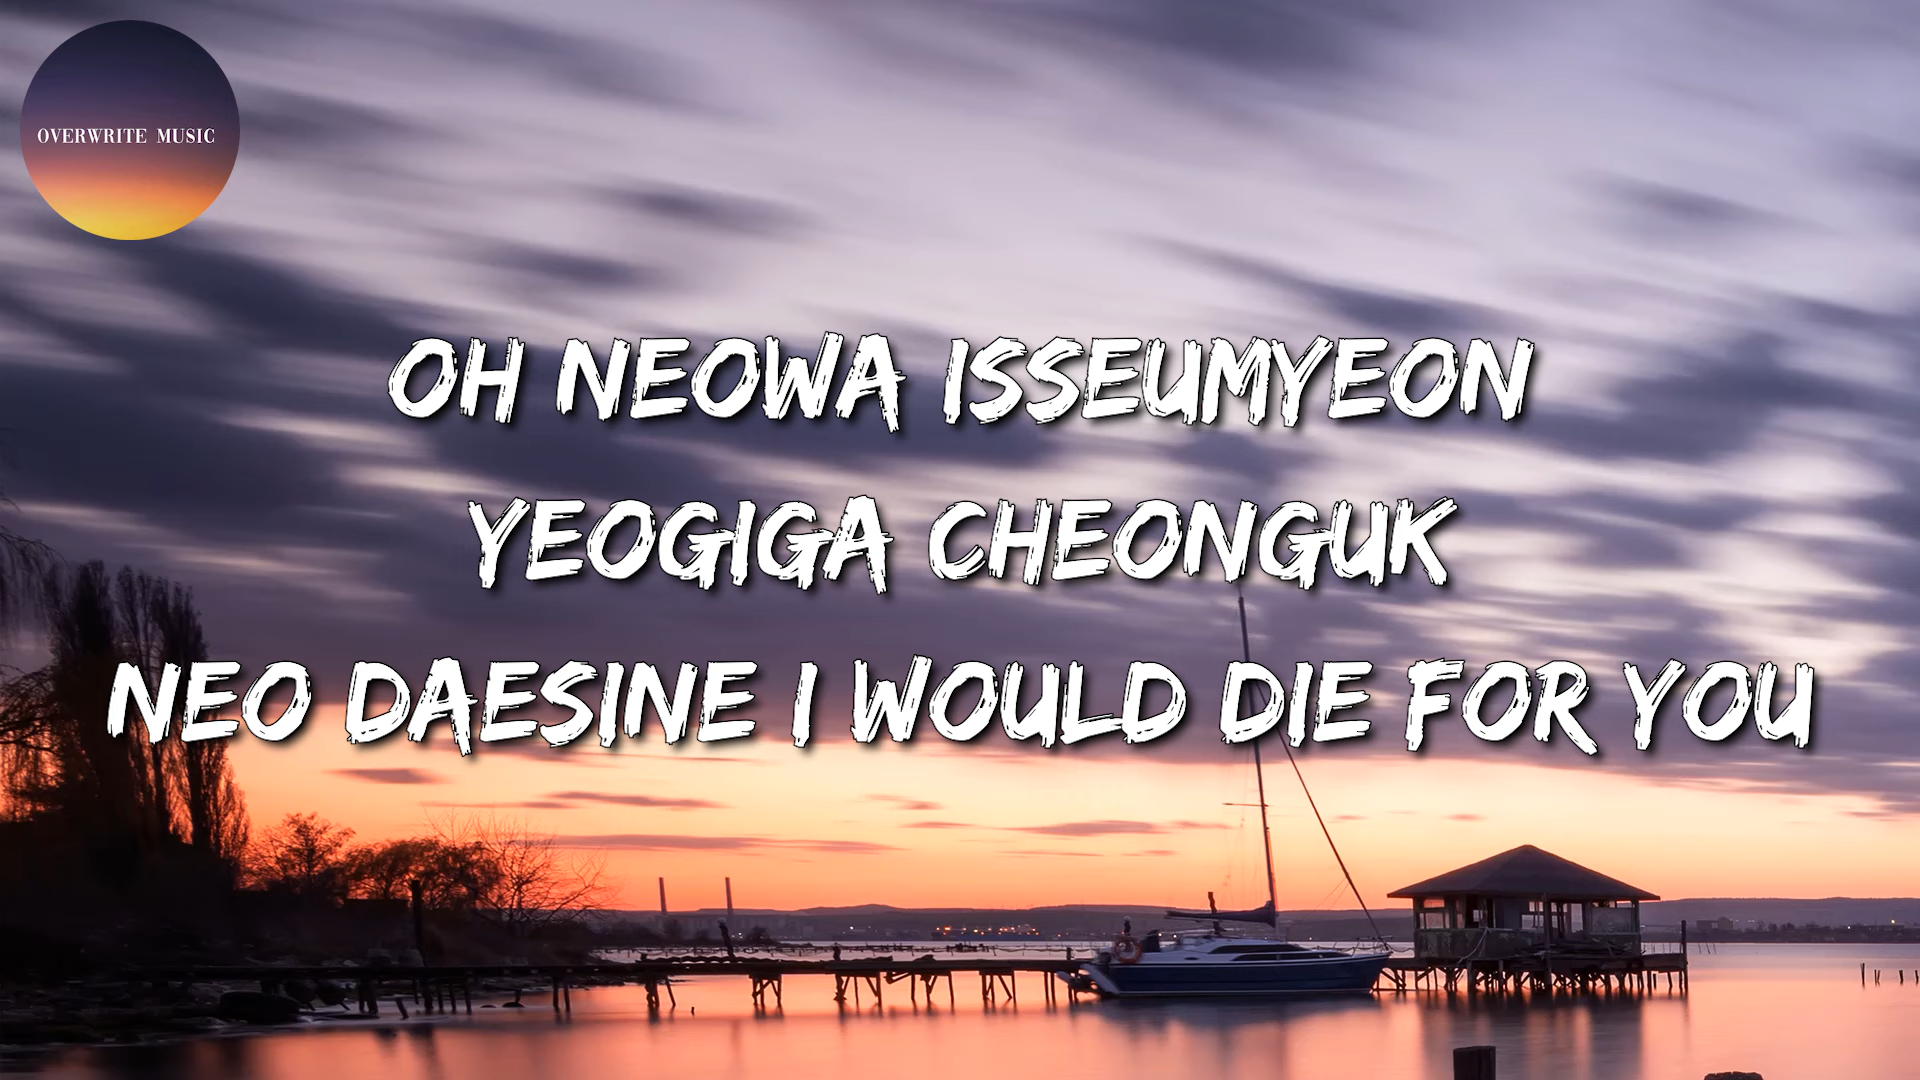 OVERWRITE MUSIC
OH NEOWA ISSEUMYEON
YEOGIGA CHEONGUK
NEO DAESINE I WOULD DIE FOR YOU